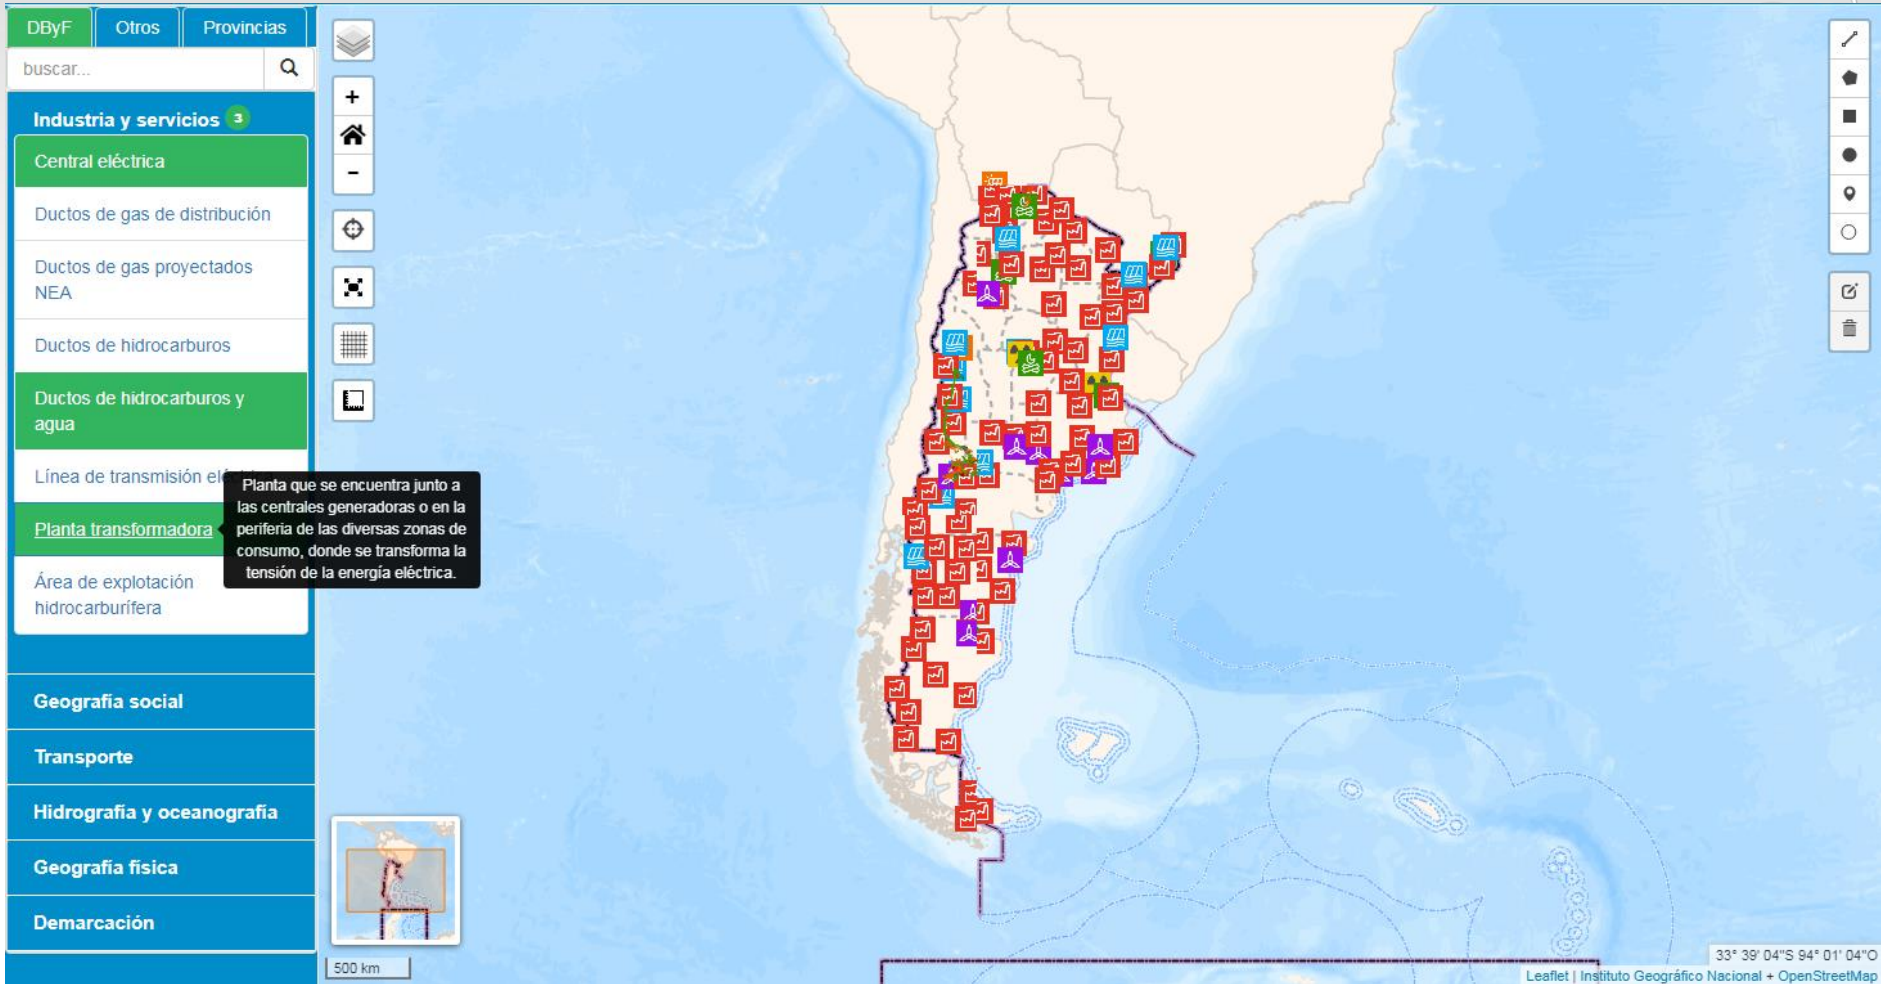 DByF
Otros
Provincias
buscar...
Industria y servicios 3
Central eléctrica
Ductos de gas de distribución
Ductos de gas proyectados
NEA
Ductos de hidrocarburos
Ductos de hidrocarburos y
agua
Línea de transmisión
Planta transformadora
Planta que se encuentra junto a
las centrales generadoras o en la
periferia de las diversas zonas de
consumo, donde se transforma la
tensión de la energía eléctrica.
Área de explotación
hidrocarburífera
Geografía social
Transporte
Hidrografía y oceanografía
Geografía física
Demarcación
+
−
500 km
33° 39' 04"S 94° 01' 04"O
Leaflet | Instituto Geográfico Nacional + OpenStreetMap